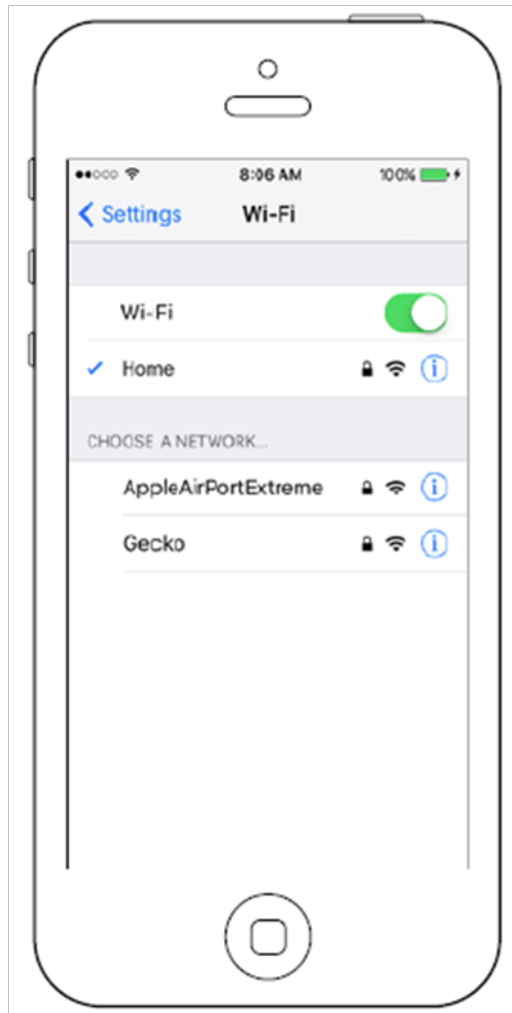 8:06 AM
100%
Settings
Wi-Fi
Wi-Fi
Home
CHOOSE A NETWORK...
AppleAirPortExtreme
Gecko